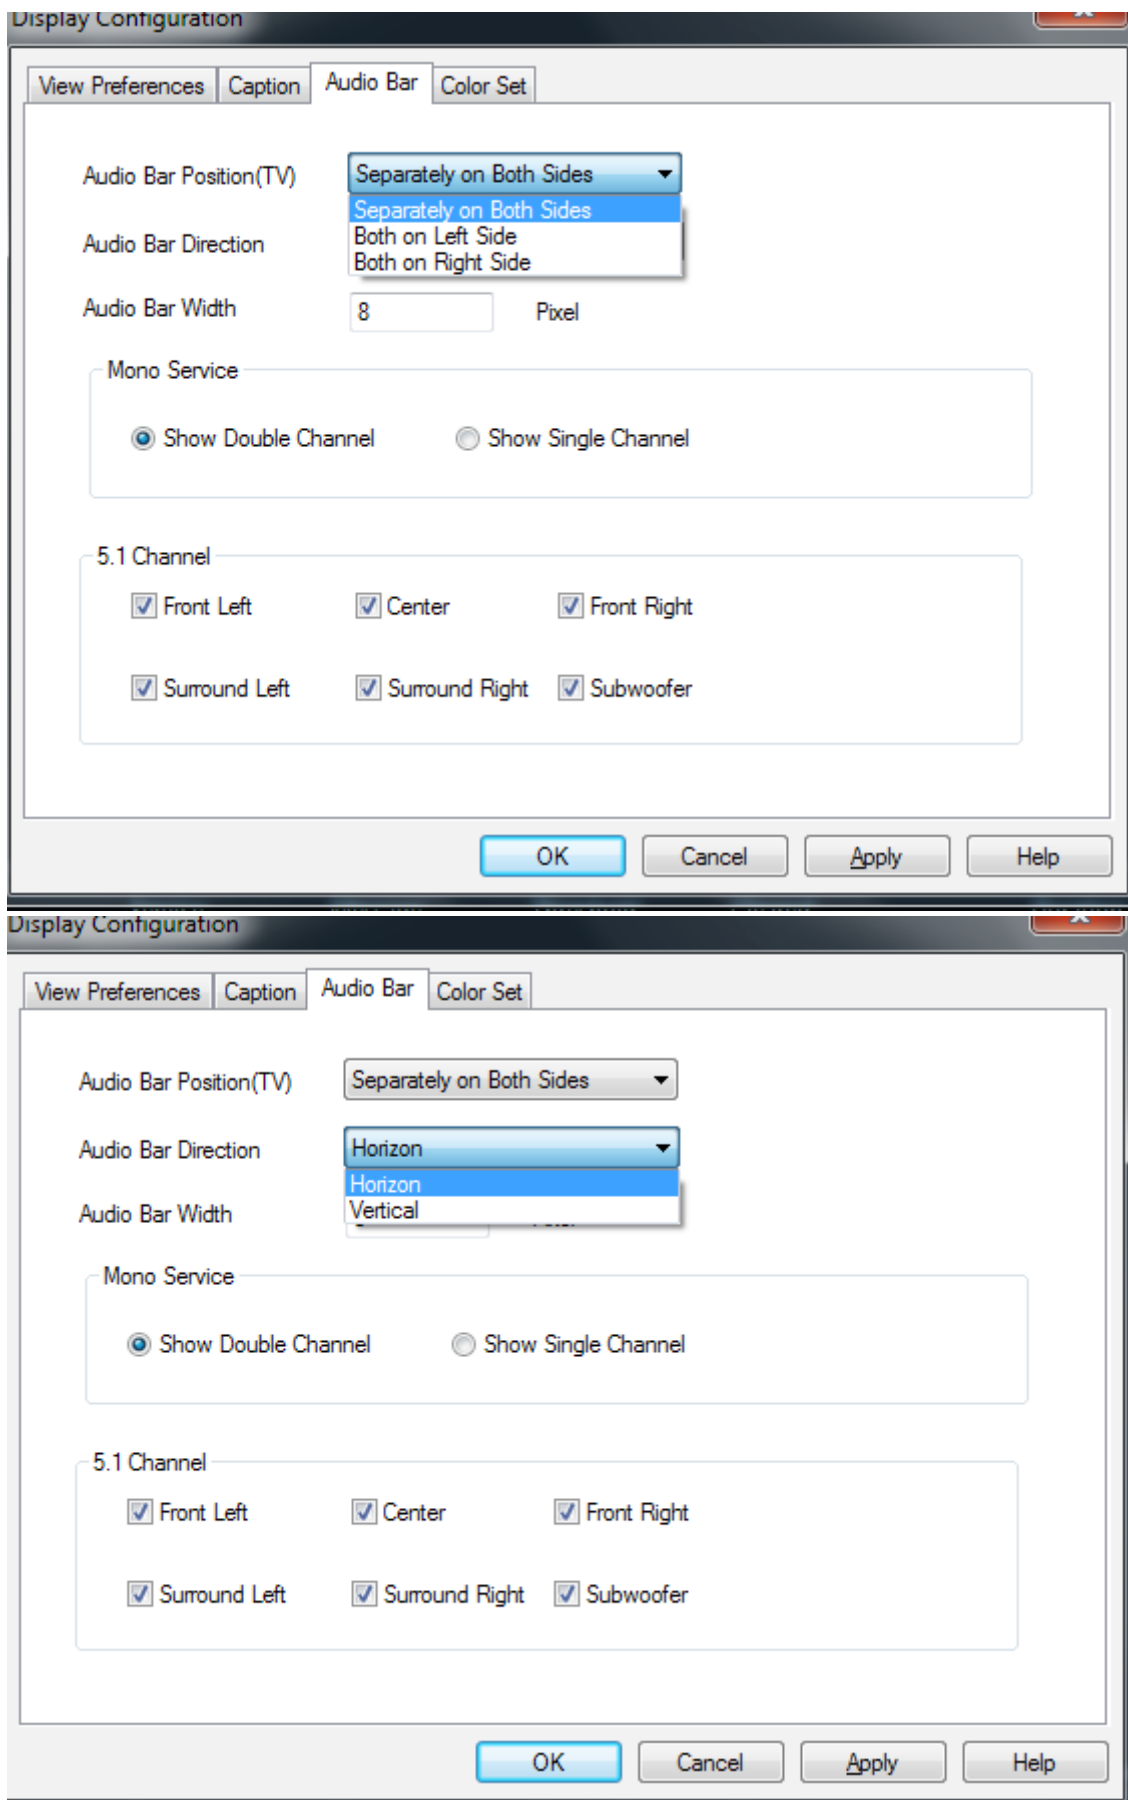 Display Configuration
View Preferences Caption Audio Bar Color Set
Audio Bar Position(TV) Separately on Both Sides
Separately on Both Sides
Both on Left Side
Audio Bar Direction
Both on Right Side
Audio Bar Width 8 Pixel
Mono Service
Show Double Channel Show Single Channel
5.1 Channel
Front Left Center Front Right
Surround Left Surround Right Subwoofer
OK Cancel Apply Help
Display Configuration
View Preferences Caption Audio Bar Color Set
Audio Bar Position(TV) Separately on Both Sides
Audio Bar Direction Horizon
Horizon
Audio Bar Width Vertical
Mono Service
Show Double Channel Show Single Channel
5.1 Channel
Front Left Center Front Right
Surround Left Surround Right Subwoofer
OK Cancel Apply Help